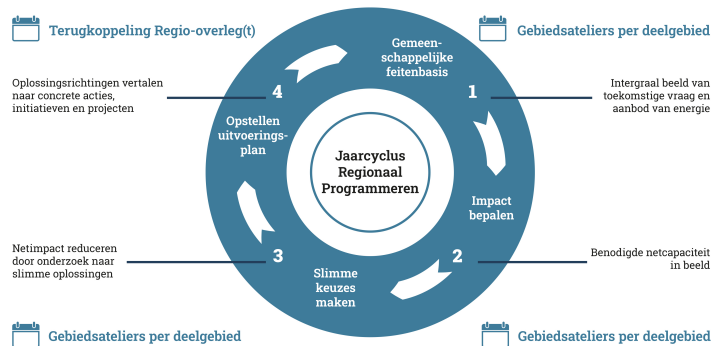 Terugkoppeling Regio-overleg(t)
Gebiedsateliers per deelgebied
Oplossingsrichtingen vertalen
naar concrete acties,
initiatieven en projecten
Intergraal beeld van
toekomstige vraag en
aanbod van energie
Gemeen-
schappelijke
feitenbasis
1
4
Opstellen
uitvoerings-
plan
Jaarcyclus
Regionaal
Programmeren
Impact
bepalen
2
3
Slimme
keuzes
maken
Netimpact reduceren
door onderzoek naar
slimme oplossingen
Benodigde netcapaciteit
in beeld
Gebiedsateliers per deelgebied
Gebiedsateliers per deelgebied